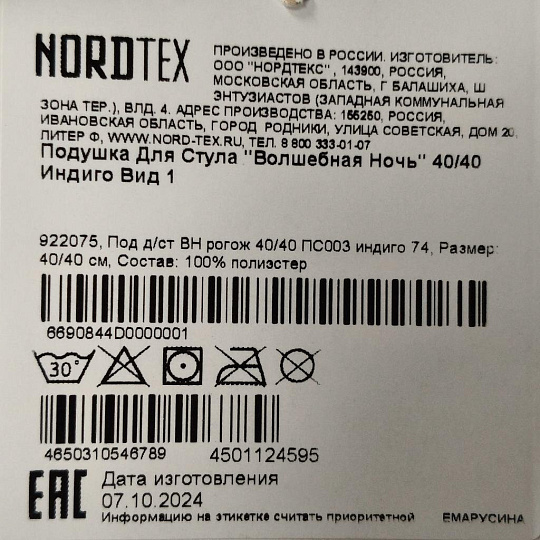 NORDTEX
ПРОИЗВЕДЕНО В РОССИИ. ИЗГОТОВИТЕЛЬ:
ООО "НОРДТЕКС" , 143900, РОССИЯ,
МОСКОВСКАЯ ОБЛАСТЬ, Г БАЛАШИХА, Ш
ЭНТУЗИАСТОВ (ЗАПАДНАЯ КОММУНАЛЬНАЯ
ЗОНА ТЕР.), ВЛД. 4. АДРЕС ПРОИЗВОДСТВА: 155250, РОССИЯ,
ИВАНОВСКАЯ ОБЛАСТЬ, ГОРОД РОДНИКИ, УЛИЦА СОВЕТСКАЯ, ДОМ 20,
ЛИТЕР Ф, WWW.NORD-TEX.RU, ТЕЛ. 8 800 333-01-07
Подушка Для Стула "Волшебная Ночь" 40/40
Индиго Вид 1
922075, Под д/ст ВН рогож 40/40 ПС003 индиго 74, Размер:
40/40 см, Состав: 100% полиэстер
6690844D0000001
30°
4650310546789 4501124595
EAC Дата изготовления
07.10.2024
Информацию на этикетке считать приоритетной ЕМАРУСИНА